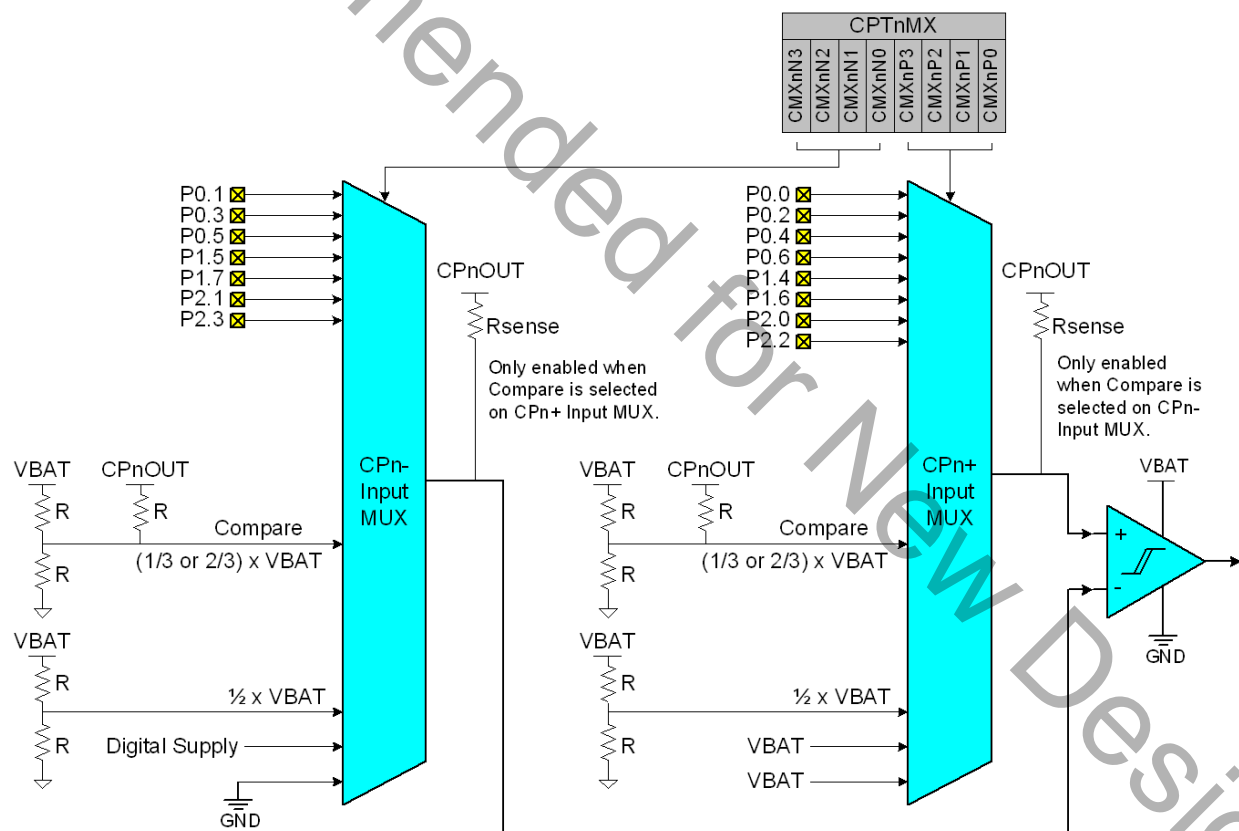 CPTnMX
CMXnN3
CMXnN2
CMXnN1
CMXnN0
CMXnP3
CMXnP2
CMXnP1
CMXnP0
P0.1
P0.3
P0.5
P1.5
P1.7
P2.1
P2.3
CPnOUT
Rsense
Only enabled when
Compare is selected
on CPn+ Input MUX.
VBAT
CPnOUT
R
R
Compare
(1/3 or 2/3) x VBAT
R
CPn-
Input
MUX
VBAT
R
½ x VBAT
R
Digital Supply
GND
P0.0
P0.2
P0.4
P0.6
P1.4
P1.6
P2.0
P2.2
CPnOUT
Rsense
Only enabled
when Compare is
selected on CPn-
Input MUX.
VBAT
CPnOUT
R
R
Compare
(1/3 or 2/3) x VBAT
R
CPn+
Input
MUX
VBAT
R
½ x VBAT
R
VBAT
VBAT
VBAT
+
-
GND
for New